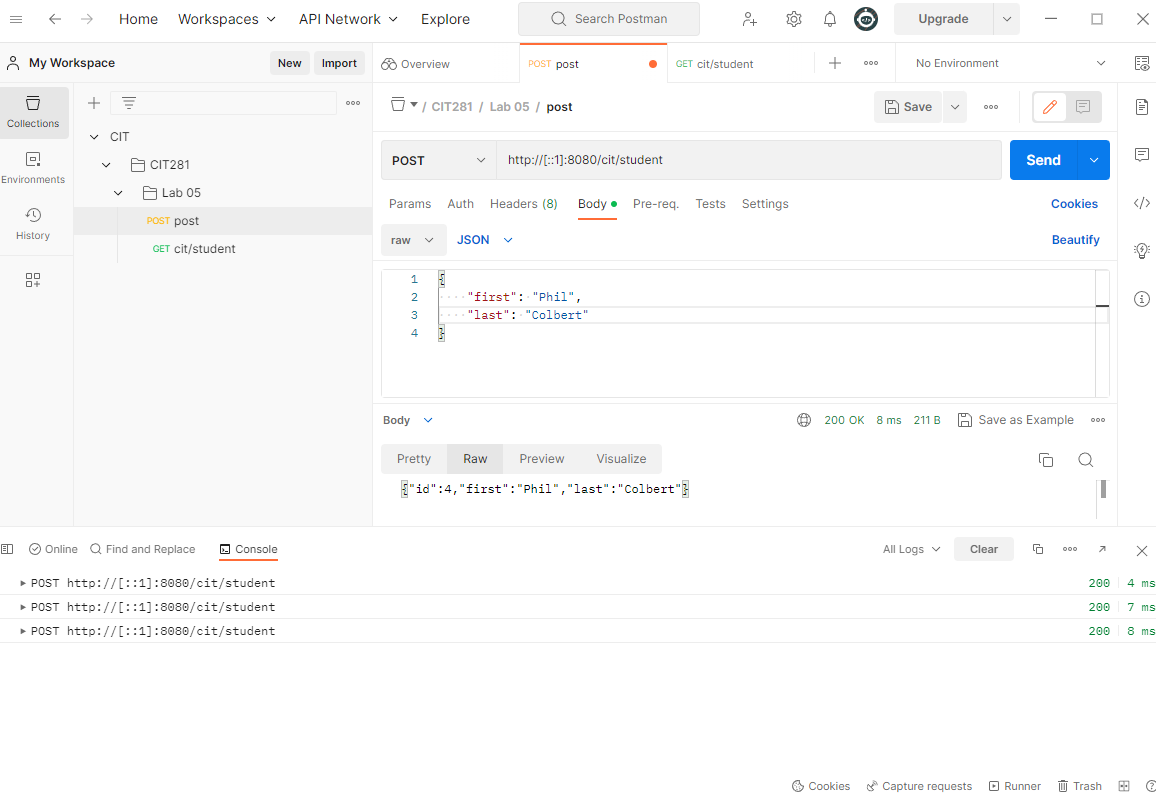 Home Workspaces API Network Explore Search Postman Upgrade
My Workspace New Import Overview POST post GET cit/student No Environment
Collections
Environments
History
CIT
CIT281
Lab 05
POST post
GET cit/student
/ CIT281 / Lab 05 / post Save
POST http://[::1]:8080/cit/student Send
Params Auth Headers (8) Body Pre-req. Tests Settings Cookies
raw JSON Beautify
1 {
2 "first": "Phil",
3 "last": "Colbert"
4 }
Body 200 OK 8 ms 211 B Save as Example
Pretty Raw Preview Visualize
{"id":4,"first":"Phil","last":"Colbert"}
Online Find and Replace Console All Logs Clear
POST http://[::1]:8080/cit/student 200 4 ms
POST http://[::1]:8080/cit/student 200 7 ms
POST http://[::1]:8080/cit/student 200 8 ms
Cookies Capture requests Runner Trash